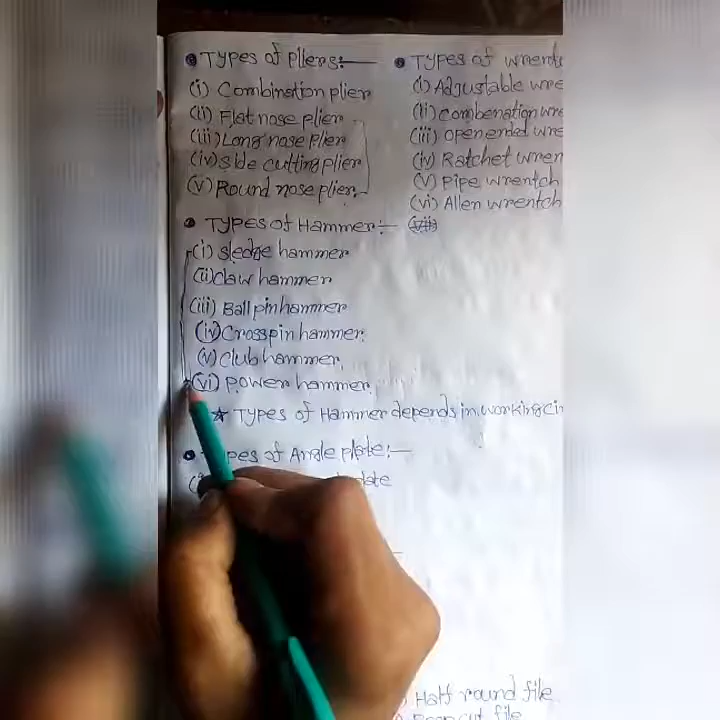 Types of Pliers:—
(i) Combination plier
(ii) Flat nose plier
(iii) Long nose Plier
(iv) Side cutting plier
(v) Round nose plier.
Types of Hammer:—
(i) sledge hammer
(ii) claw hammer
(iii) Ball pin hammer
(iv) Cross pin hammer
(v) club hammer
(vi) power hammer
★ Types of Hammer depends in working
of Angle plate:—
Types of
(i) Adjustable
(ii) combenation
(iii) open ended
(iv) Ratchet
(v) Pipe wrentch
(vi) Allen wrentch
(vii)
Half round file
file